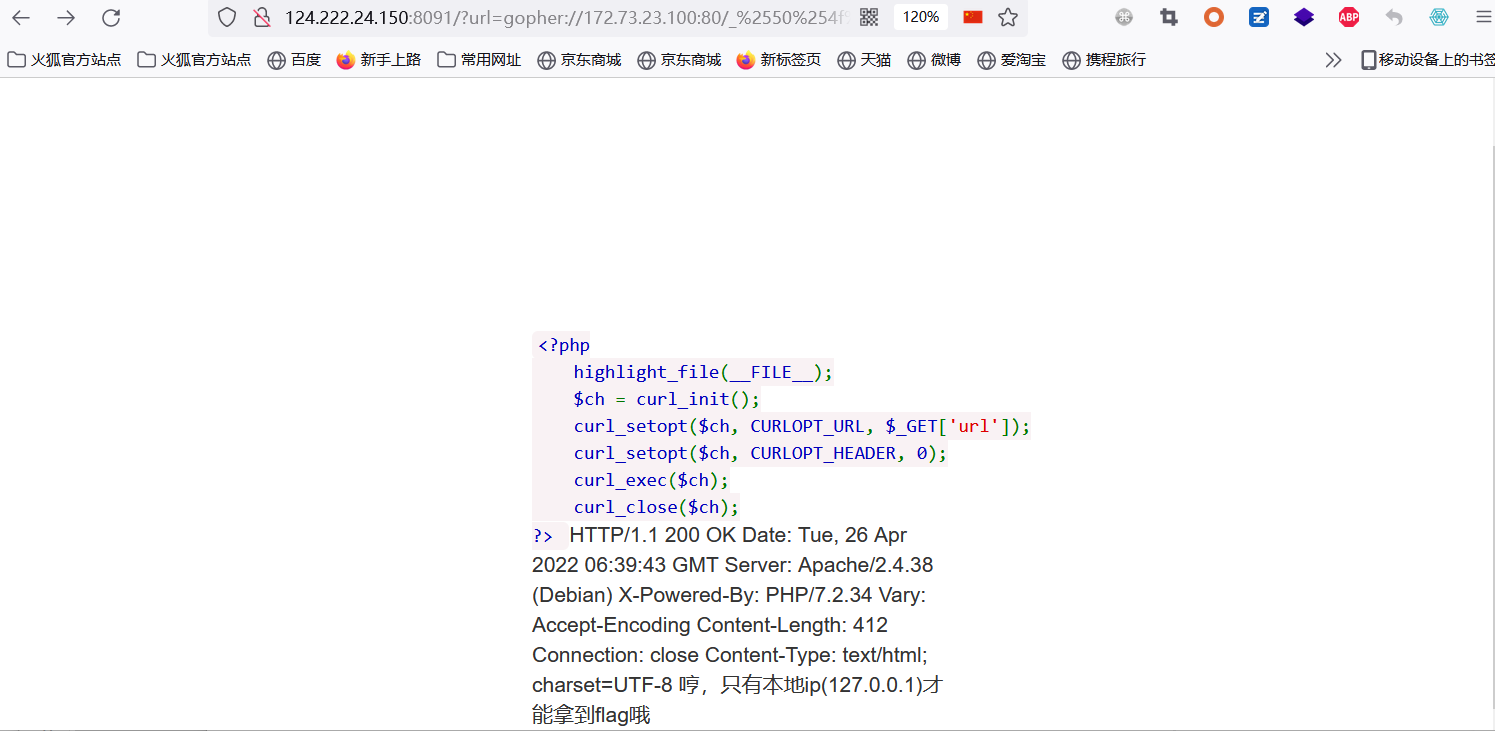 124.222.24.150:8091/?url=gopher://172.73.23.100:80/_%2550%254f 120%
ABP
火狐官方站点 火狐官方站点 百度 新手上路 常用网址 京东商城 京东商城 新标签页 天猫 微博 爱淘宝 携程旅行 移动设备上的书签
<?php
highlight_file(__FILE__);
$ch = curl_init();
curl_setopt($ch, CURLOPT_URL, $_GET['url']);
curl_setopt($ch, CURLOPT_HEADER, 0);
curl_exec($ch);
curl_close($ch);
?> HTTP/1.1 200 OK Date: Tue, 26 Apr
2022 06:39:43 GMT Server: Apache/2.4.38
(Debian) X-Powered-By: PHP/7.2.34 Vary:
Accept-Encoding Content-Length: 412
Connection: close Content-Type: text/html;
charset=UTF-8 哼，只有本地ip(127.0.0.1)才
能拿到flag哦